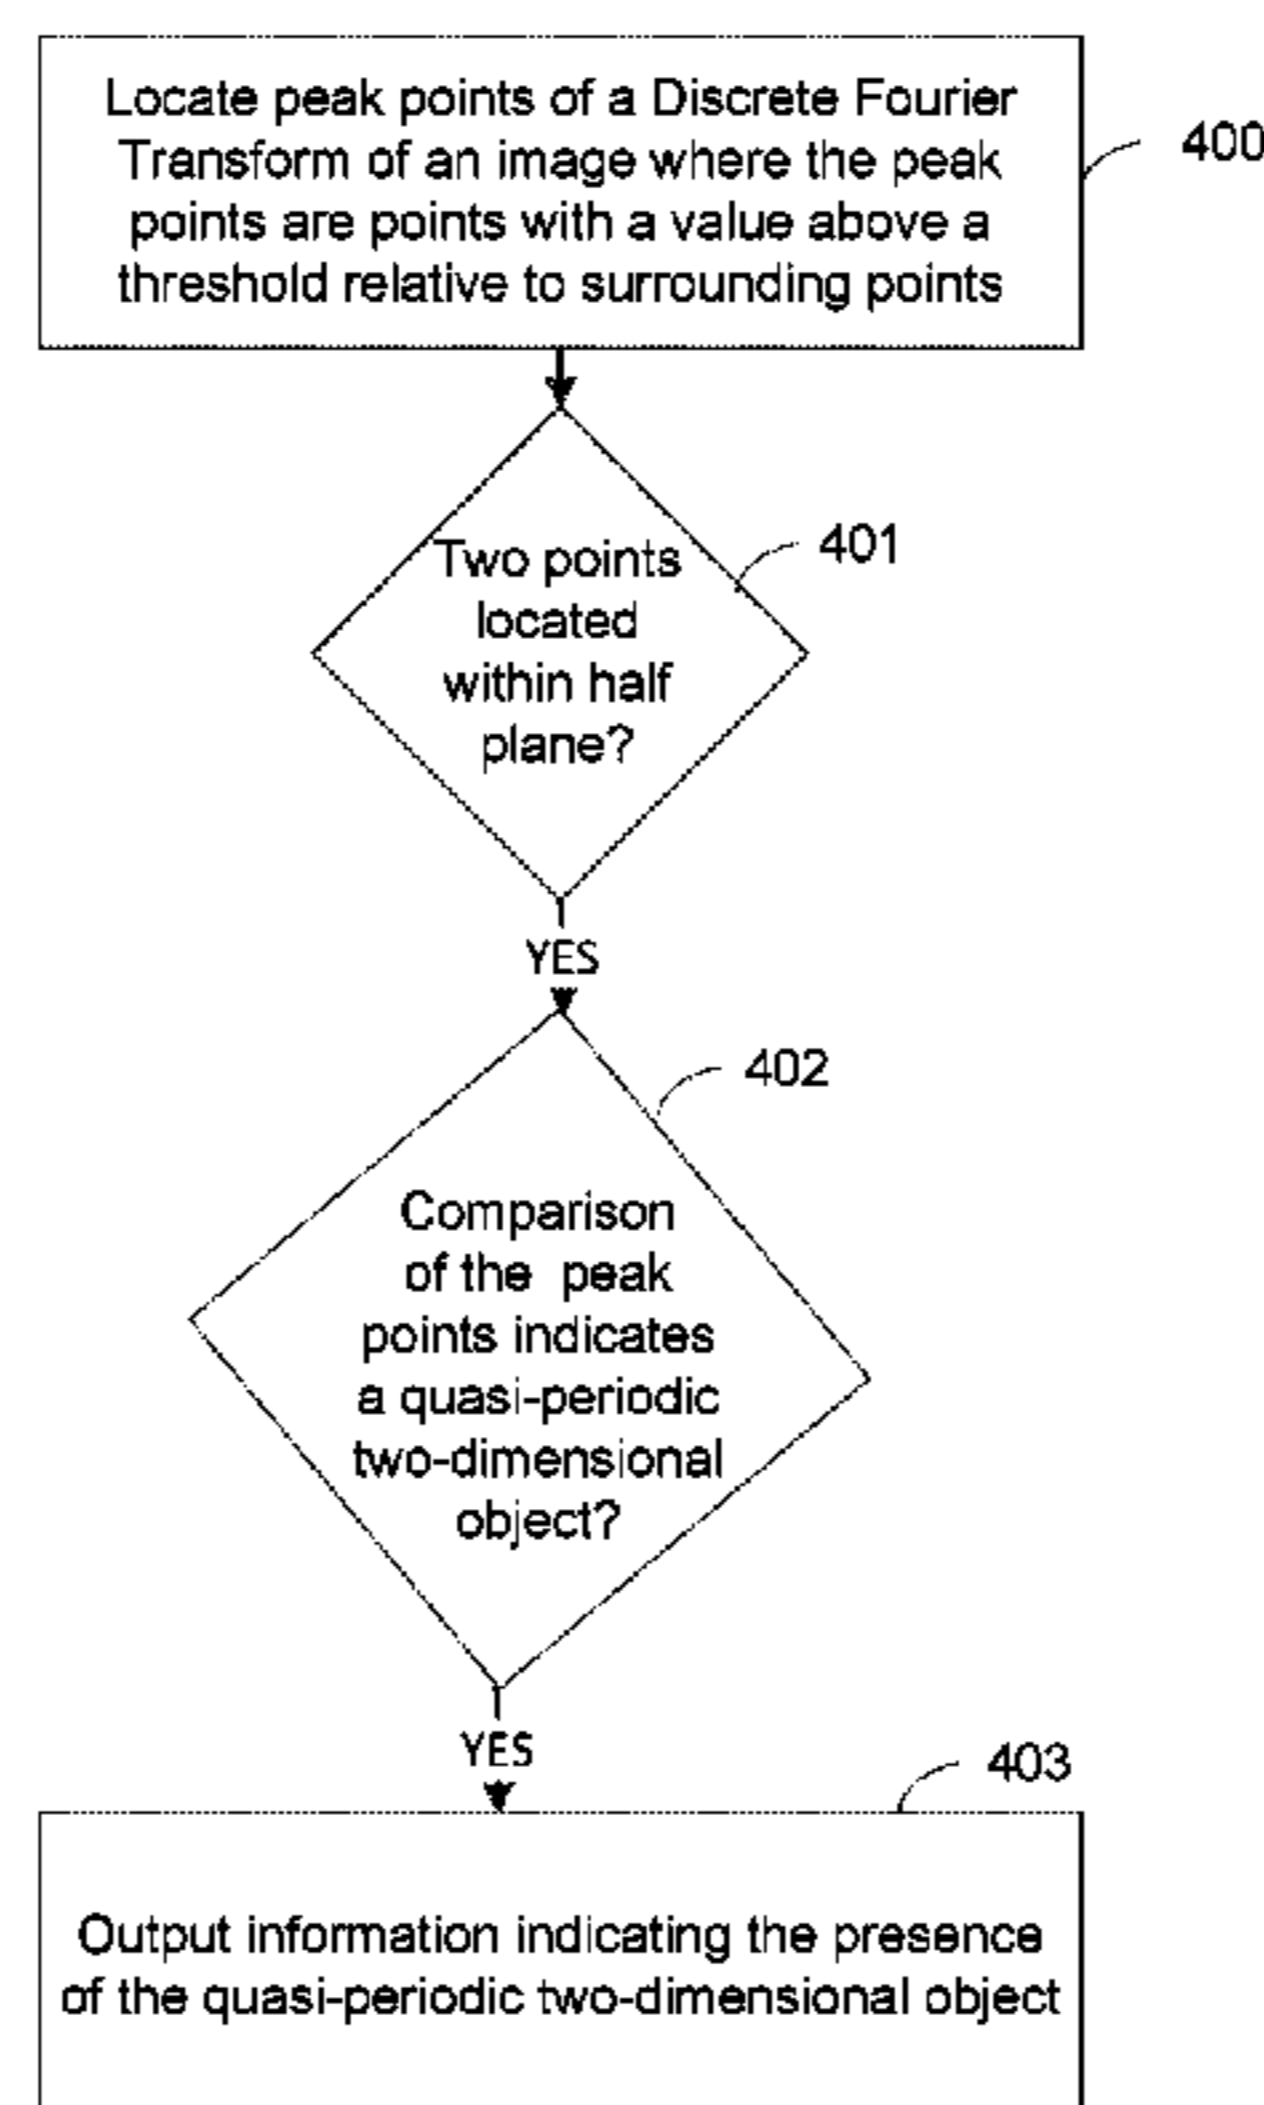 Locate peak points of a Discrete Fourier
Transform of an image where the peak
points are points with a value above a
threshold relative to surrounding points
400
Two points
located
within half
plane?
401
YES
402
Comparison
of the peak
points indicates
a quasi-periodic
two-dimensional
object?
YES
403
Output information indicating the presence
of the quasi-periodic two-dimensional object